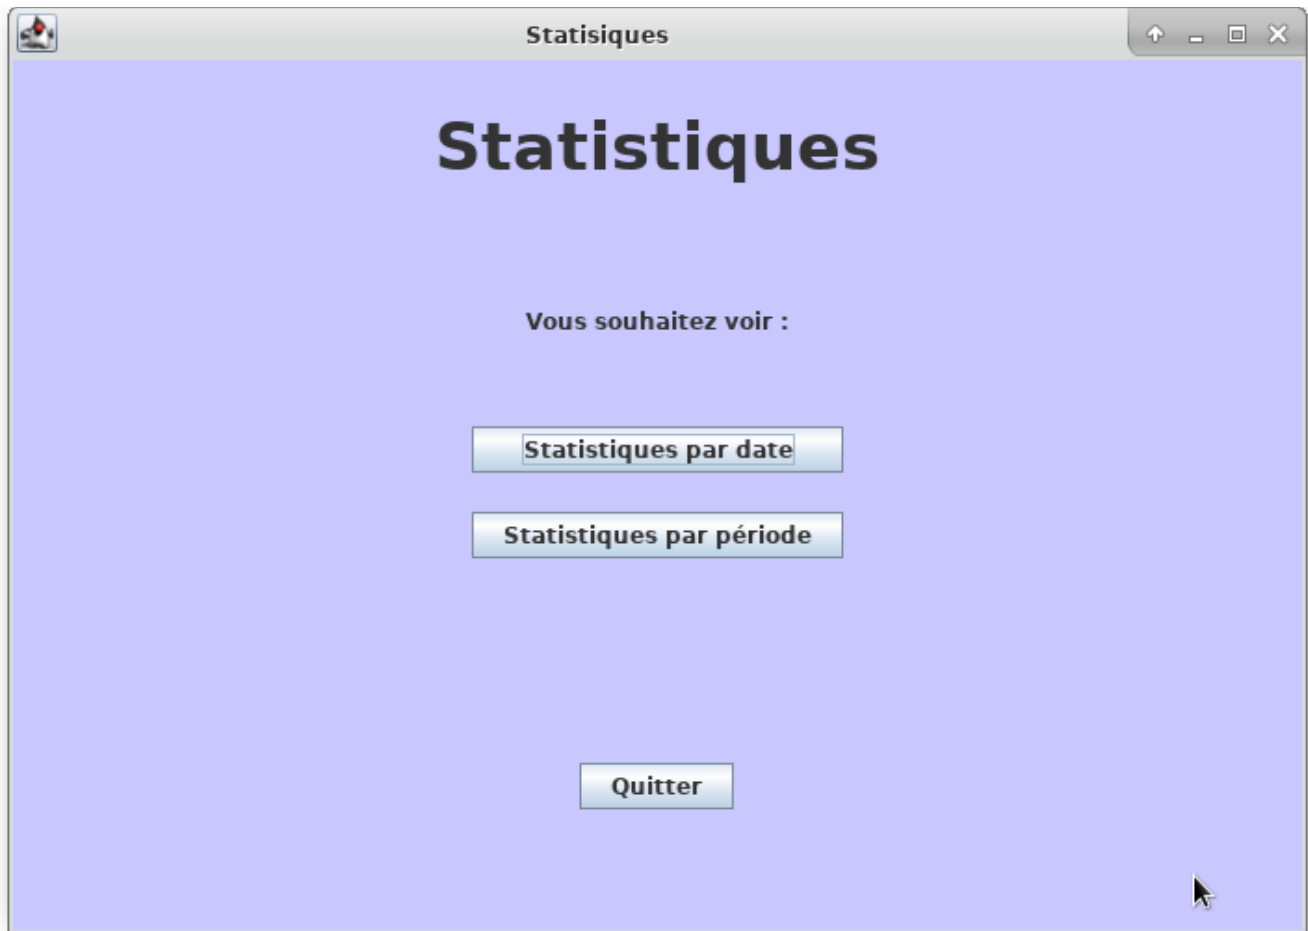 Statisiques
Statistiques
Vous souhaitez voir :
Statistiques par date
Statistiques par période
Quitter